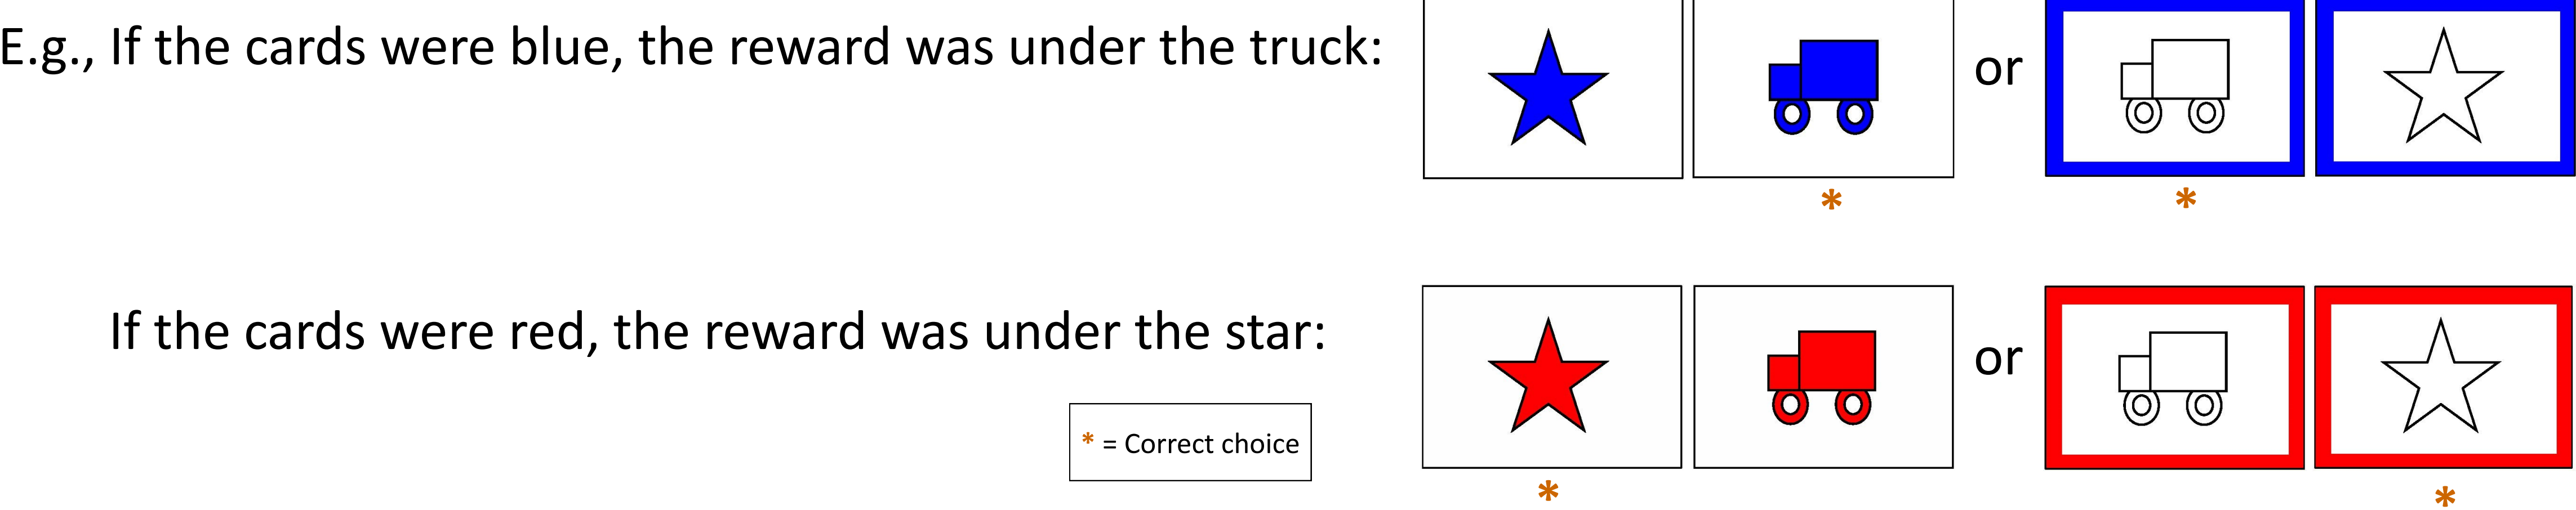 E.g., If the cards were blue, the reward was under the truck:
or
*
*
If the cards were red, the reward was under the star:
or
* = Correct choice
*
*